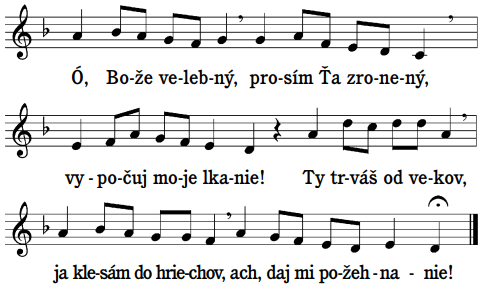 Ó, Bo-že ve-leb-ný, pro-sím Ťa zro-ne-ný,
vy-po-čuj mo-je lka-nie! Ty tr-váš od ve-kov,
ja kle-sám do hrie-chov, ach, daj mi po-žeh-na-nie!